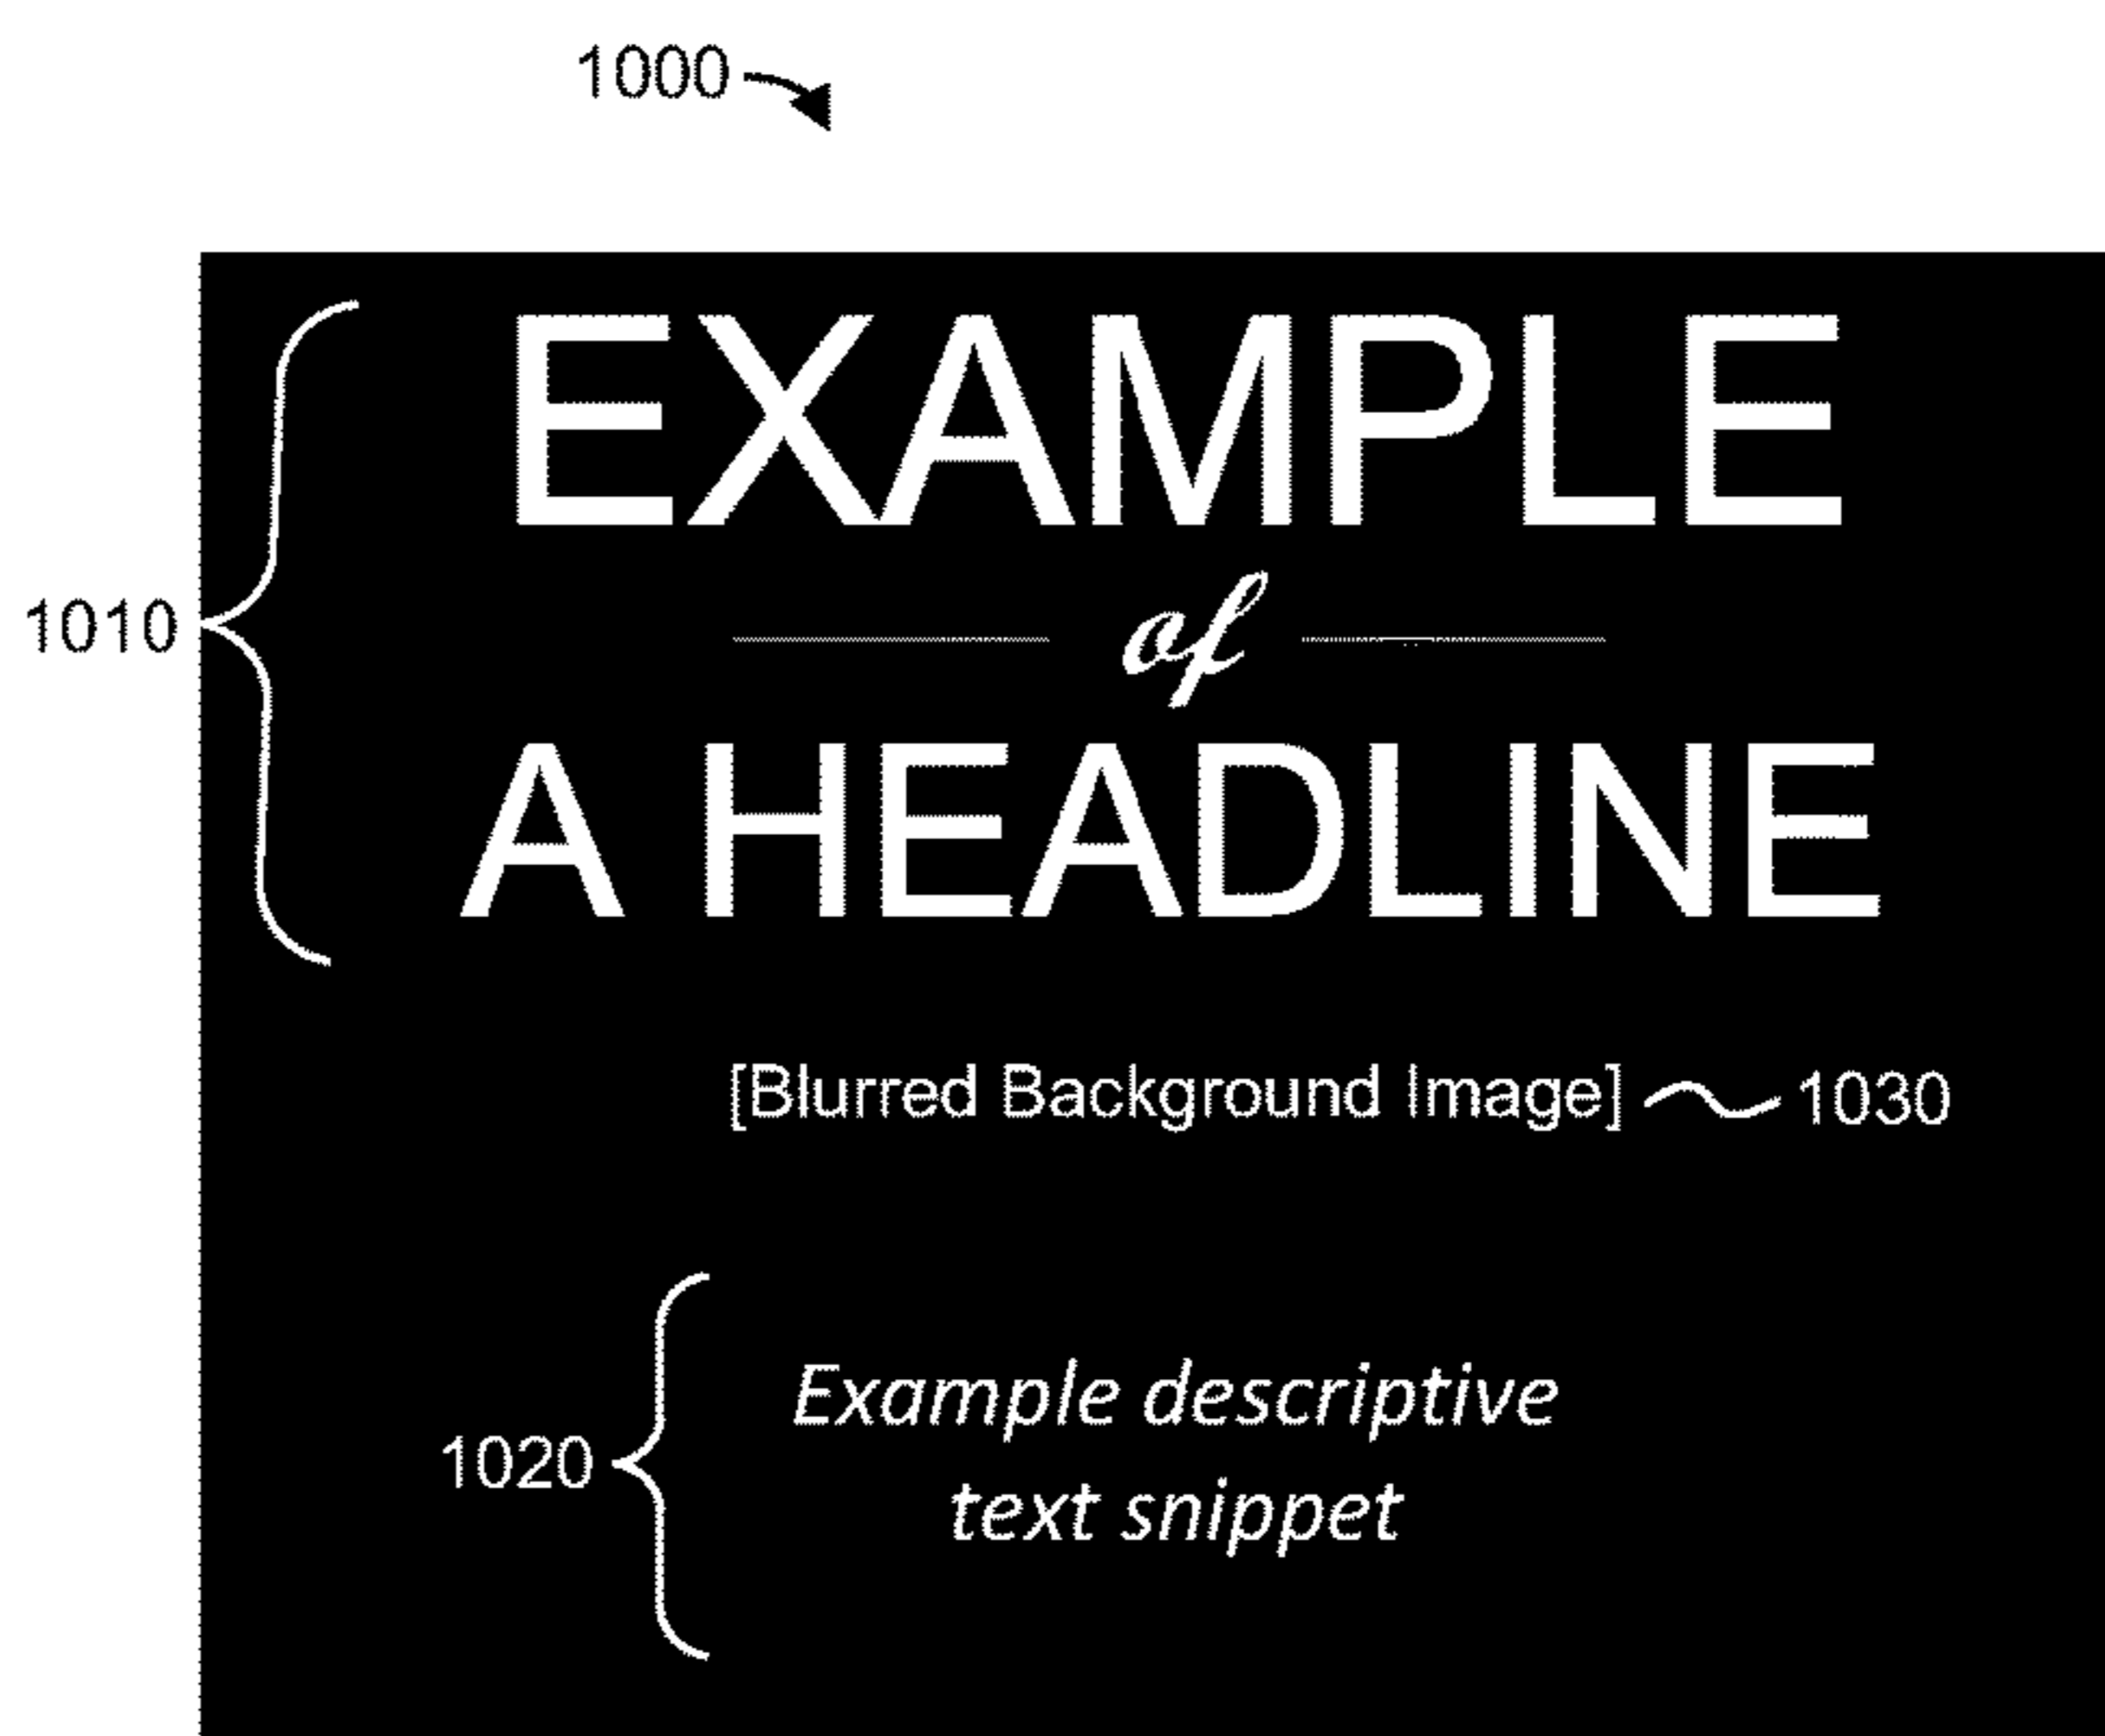 1000
EXAMPLE
1010
of
A HEADLINE
[Blurred Background Image] 1030
Example descriptive
1020
text snippet